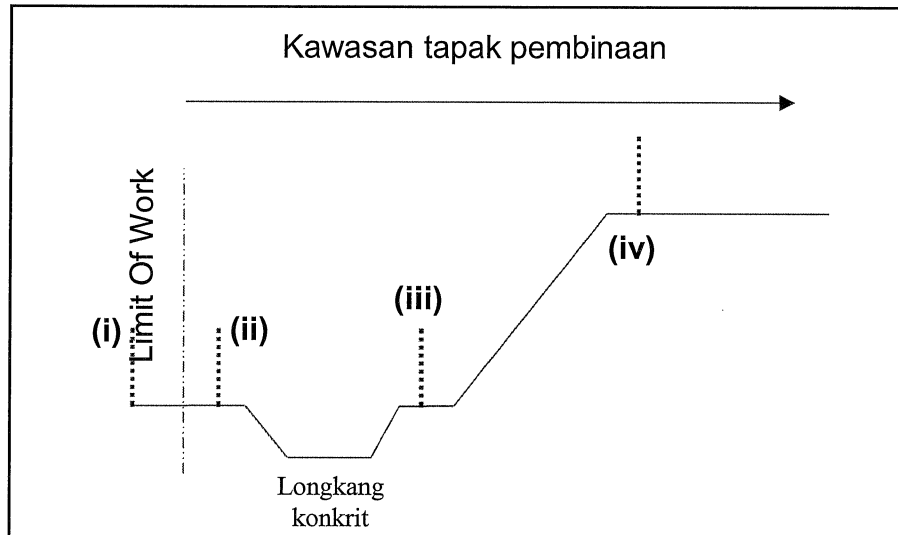 Kawasan tapak pembinaan
Limit Of Work
(i)
(ii)
(iii)
(iv)
Longkang
konkrit